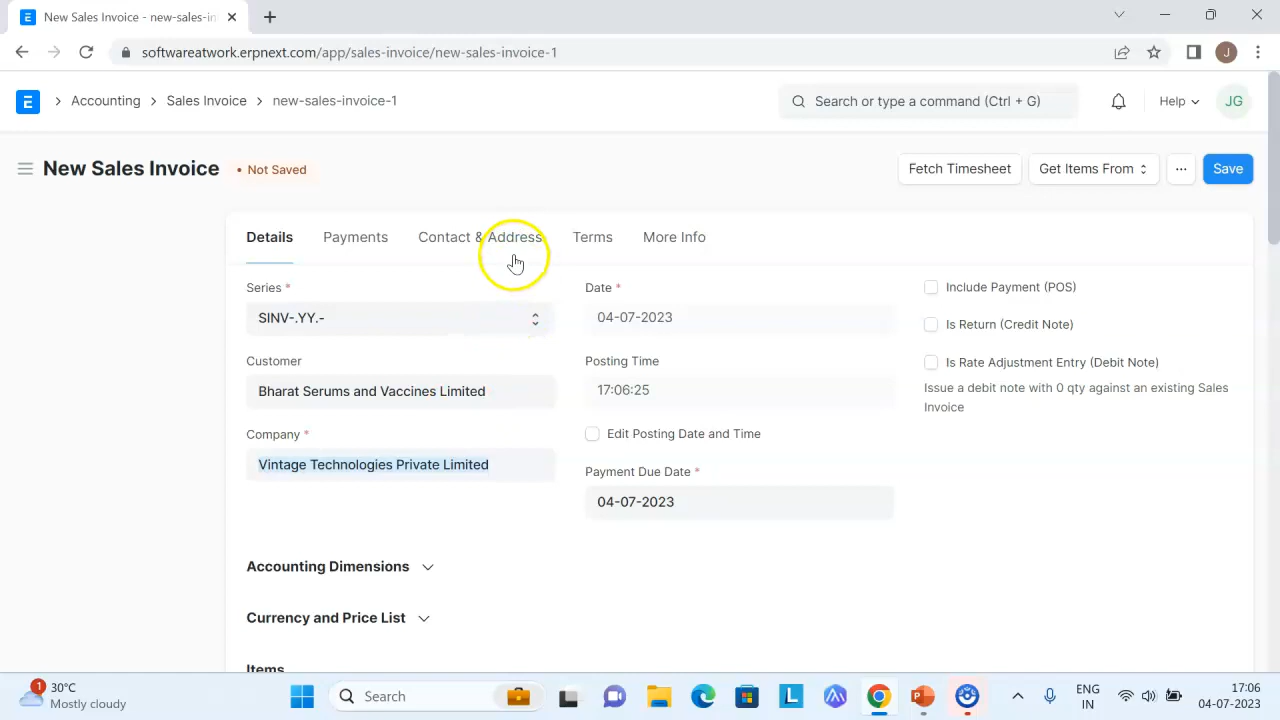 New Sales Invoice - new-sales-in
softwareatwork.erpnext.com/app/sales-invoice/new-sales-invoice-1
J
E > Accounting > Sales Invoice > new-sales-invoice-1
Search or type a command (Ctrl + G)
Help
JG
New Sales Invoice • Not Saved
Fetch Timesheet
Get Items From
...
Save
Details Payments Contact & Address Terms More Info
Series *
SINV-.YY.-
Customer
Bharat Serums and Vaccines Limited
Company *
Vintage Technologies Private Limited
Date *
04-07-2023
Posting Time
17:06:25
Edit Posting Date and Time
Payment Due Date *
04-07-2023
Include Payment (POS)
Is Return (Credit Note)
Is Rate Adjustment Entry (Debit Note)
Issue a debit note with 0 qty against an existing Sales
Invoice
Accounting Dimensions
Currency and Price List
Items
1
30°C
Mostly cloudy
Search
L
ENG
IN
17:06
04-07-2023